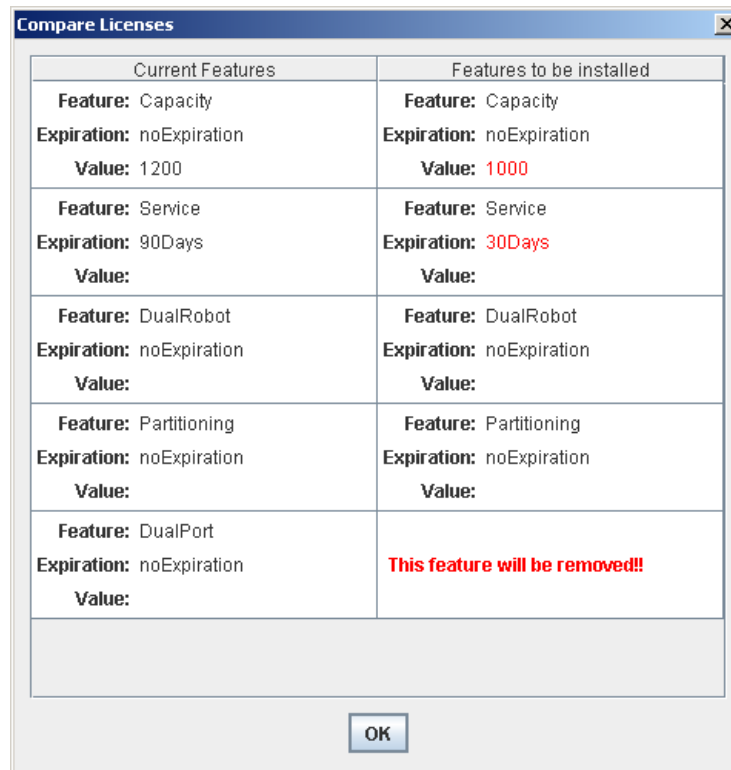 Compare Licenses
Current Features Features to be installed
Feature: Capacity Feature: Capacity
Expiration: noExpiration Expiration: noExpiration
Value: 1200 Value: 1000
Feature: Service Feature: Service
Expiration: 90Days Expiration: 30Days
Value: Value:
Feature: DualRobot Feature: DualRobot
Expiration: noExpiration Expiration: noExpiration
Value: Value:
Feature: Partitioning Feature: Partitioning
Expiration: noExpiration Expiration: noExpiration
Value: Value:
Feature: DualPort
Expiration: noExpiration This feature will be removed!!
Value:
OK